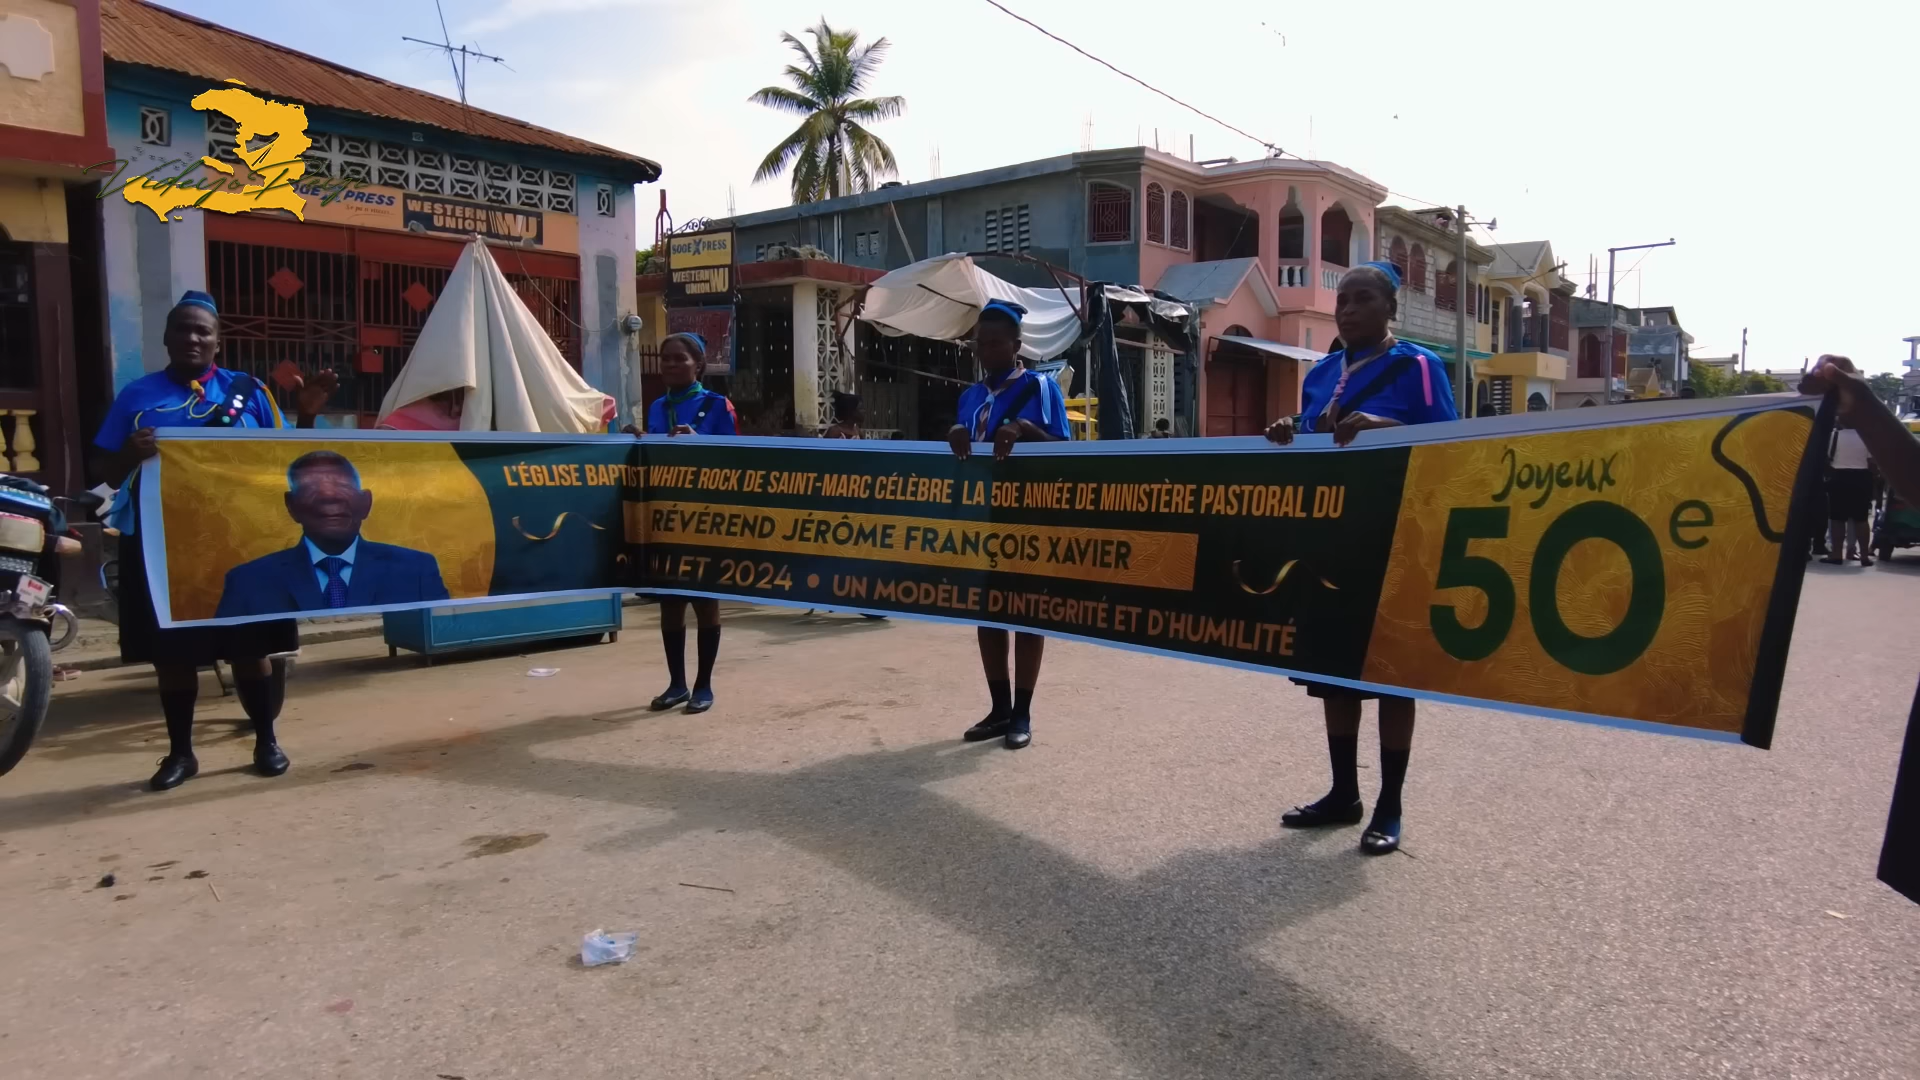 SOGEXPRESS
WESTERN
UNION WU
SOGEXPRESS
WESTERN
UNION WU
L'ÉGLISE BAPTIST WHITE ROCK DE SAINT-MARC CÉLÈBRE LA 50E ANNÉE DE MINISTÈRE PASTORAL DU
RÉVÉREND JÉRÔME FRANÇOIS XAVIER
LLET 2024 • UN MODÈLE D'INTÉGRITÉ ET D'HUMILITÉ
Joyeux
50e